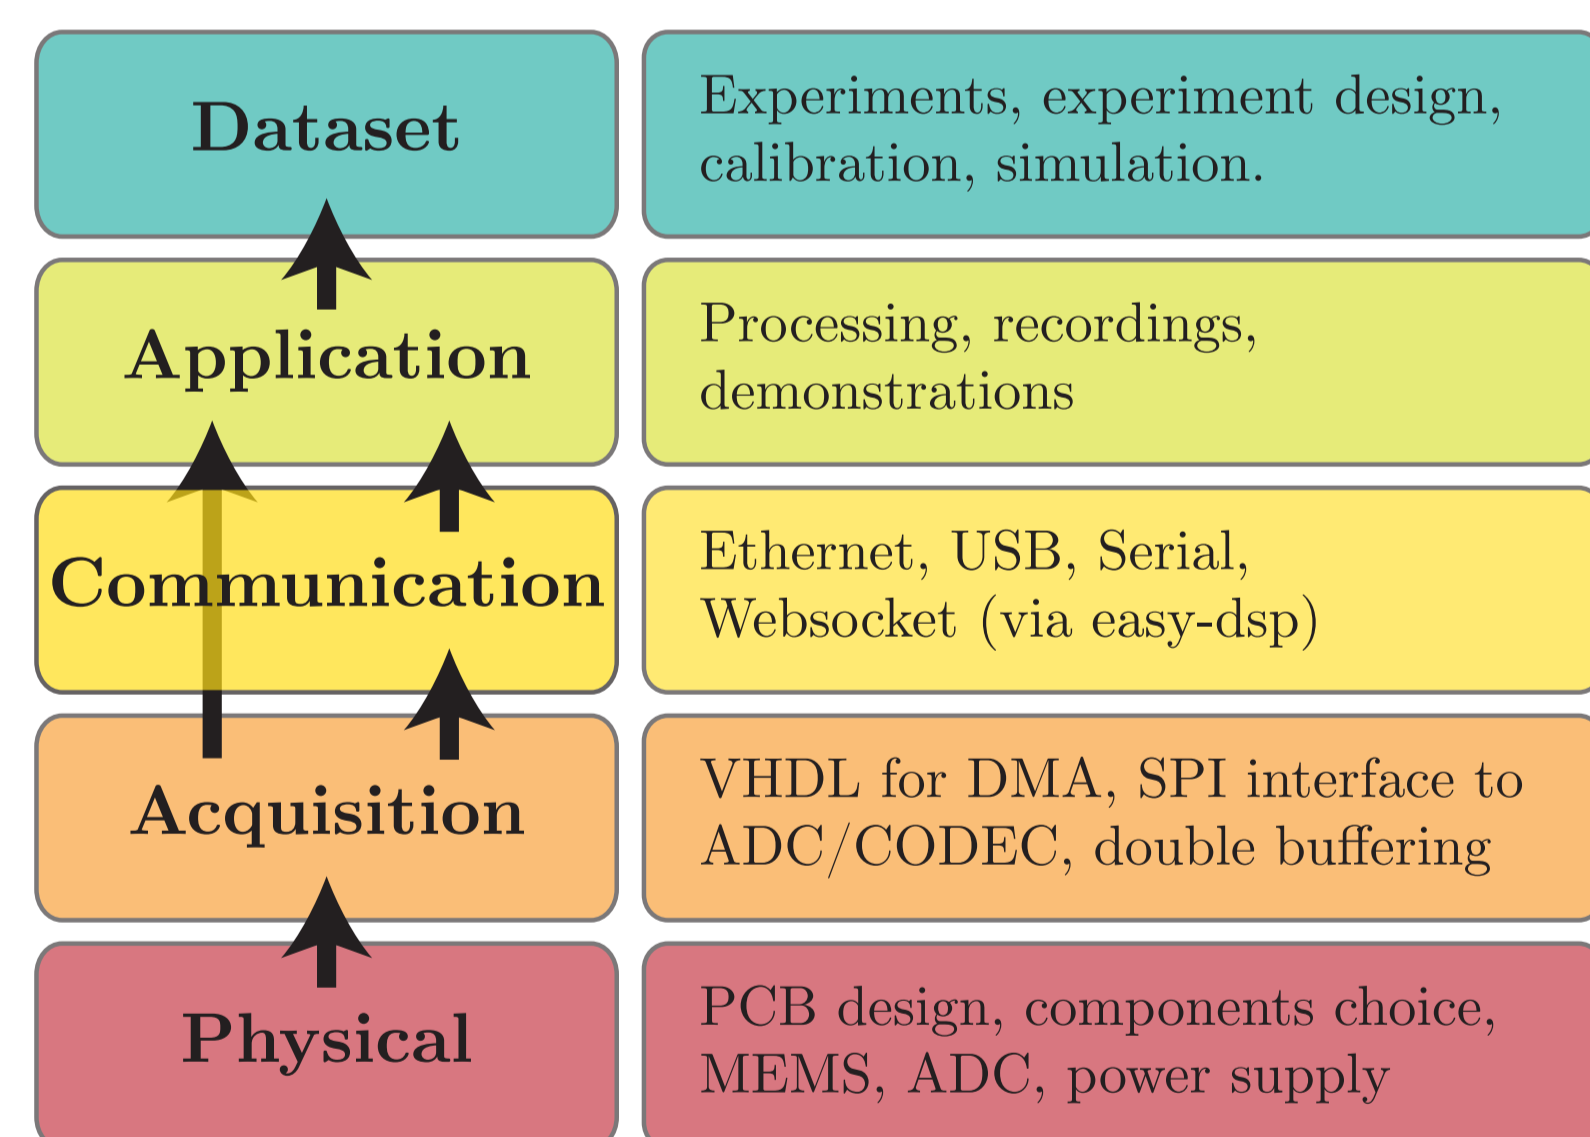 Dataset
Experiments, experiment design,
calibration, simulation.
Application
Processing, recordings,
demonstrations
Communication
Ethernet, USB, Serial,
Websocket (via easy-dsp)
Acquisition
VHDL for DMA, SPI interface to
ADC/CODEC, double buffering
Physical
PCB design, components choice,
MEMS, ADC, power supply